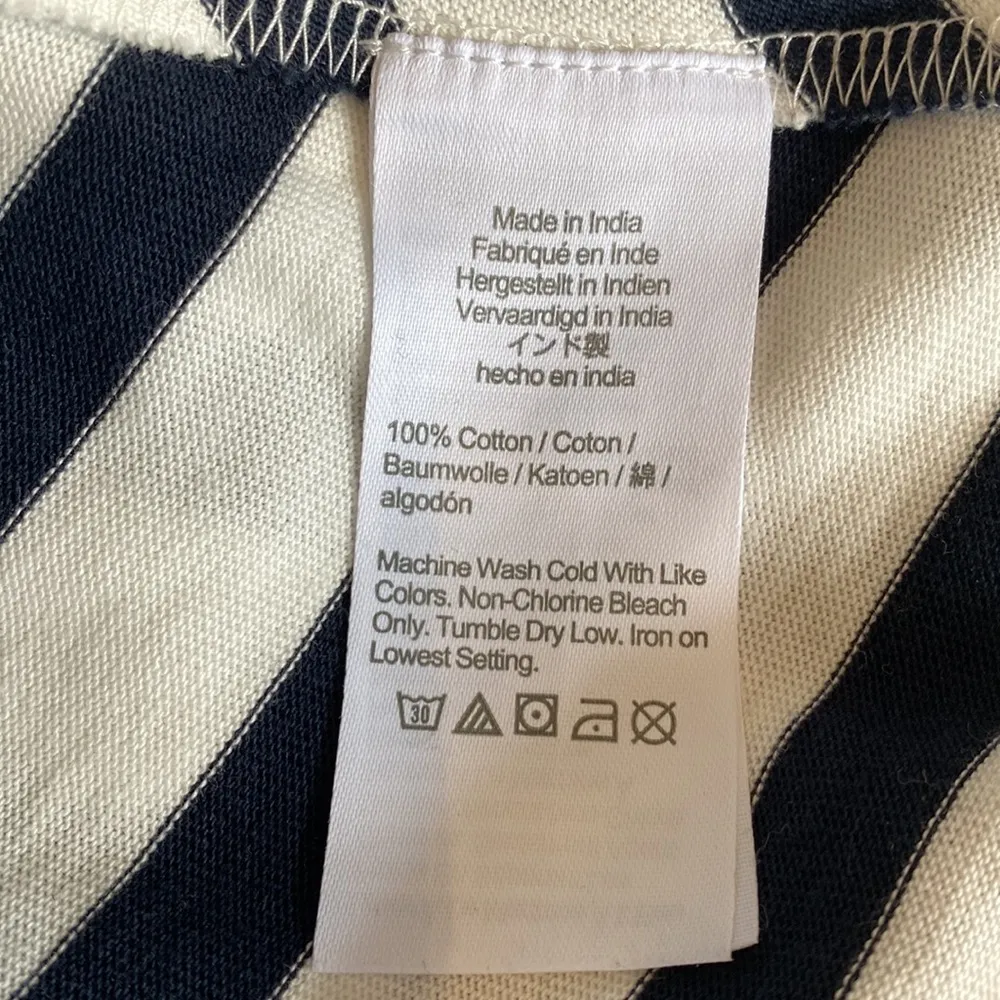 Made in India
Fabriqué en Inde
Hergestellt in Indien
Vervaardigd in India
インド製
hecho en india
100% Cotton / Coton /
Baumwolle / Katoen / 綿 /
algodón
Machine Wash Cold With Like
Colors. Non-Chlorine Bleach
Only. Tumble Dry Low. Iron on
Lowest Setting.
30